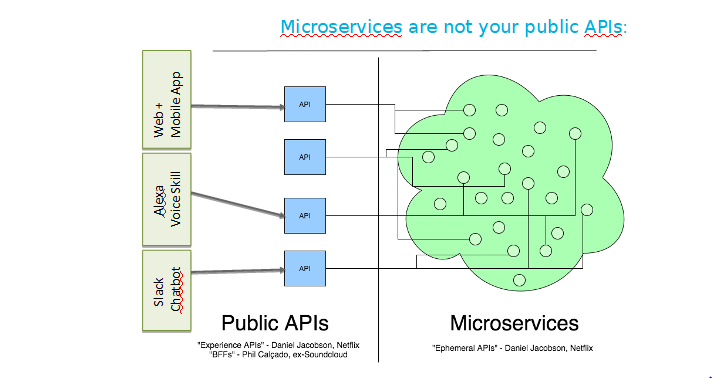 Microservices are not your public APIs:
Web +
Mobile App
API
API
Alexa
Voice Skill
API
Slack
Chatbot
API
Public APIs
Microservices
"Experience APIs" - Daniel Jacobson, Netflix
"BFFs" - Phil Calçado, ex-Soundcloud
"Ephemeral APIs" - Daniel Jacobson, Netflix